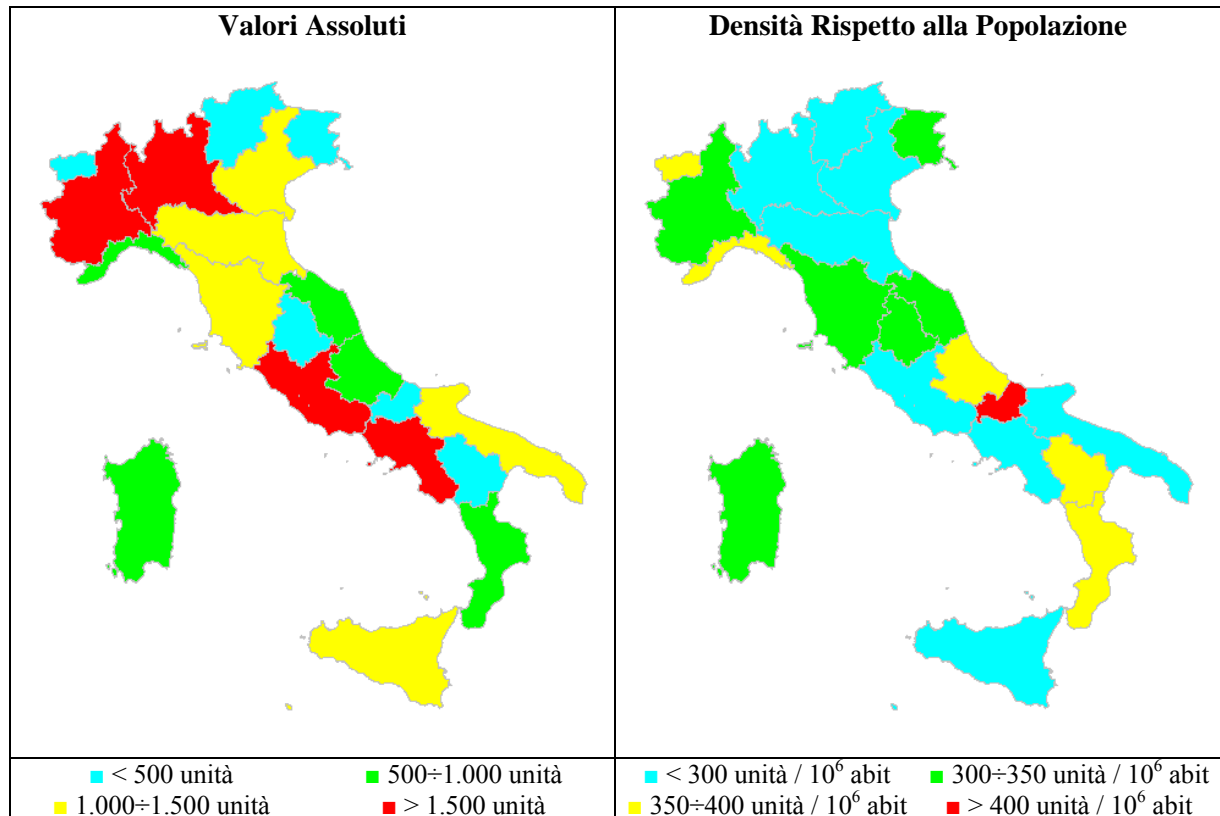 Valori Assoluti
Densità Rispetto alla Popolazione
< 500 unità 500÷1.000 unità
1.000÷1.500 unità > 1.500 unità
< 300 unità / 10⁶ abit 300÷350 unità / 10⁶ abit
350÷400 unità / 10⁶ abit > 400 unità / 10⁶ abit